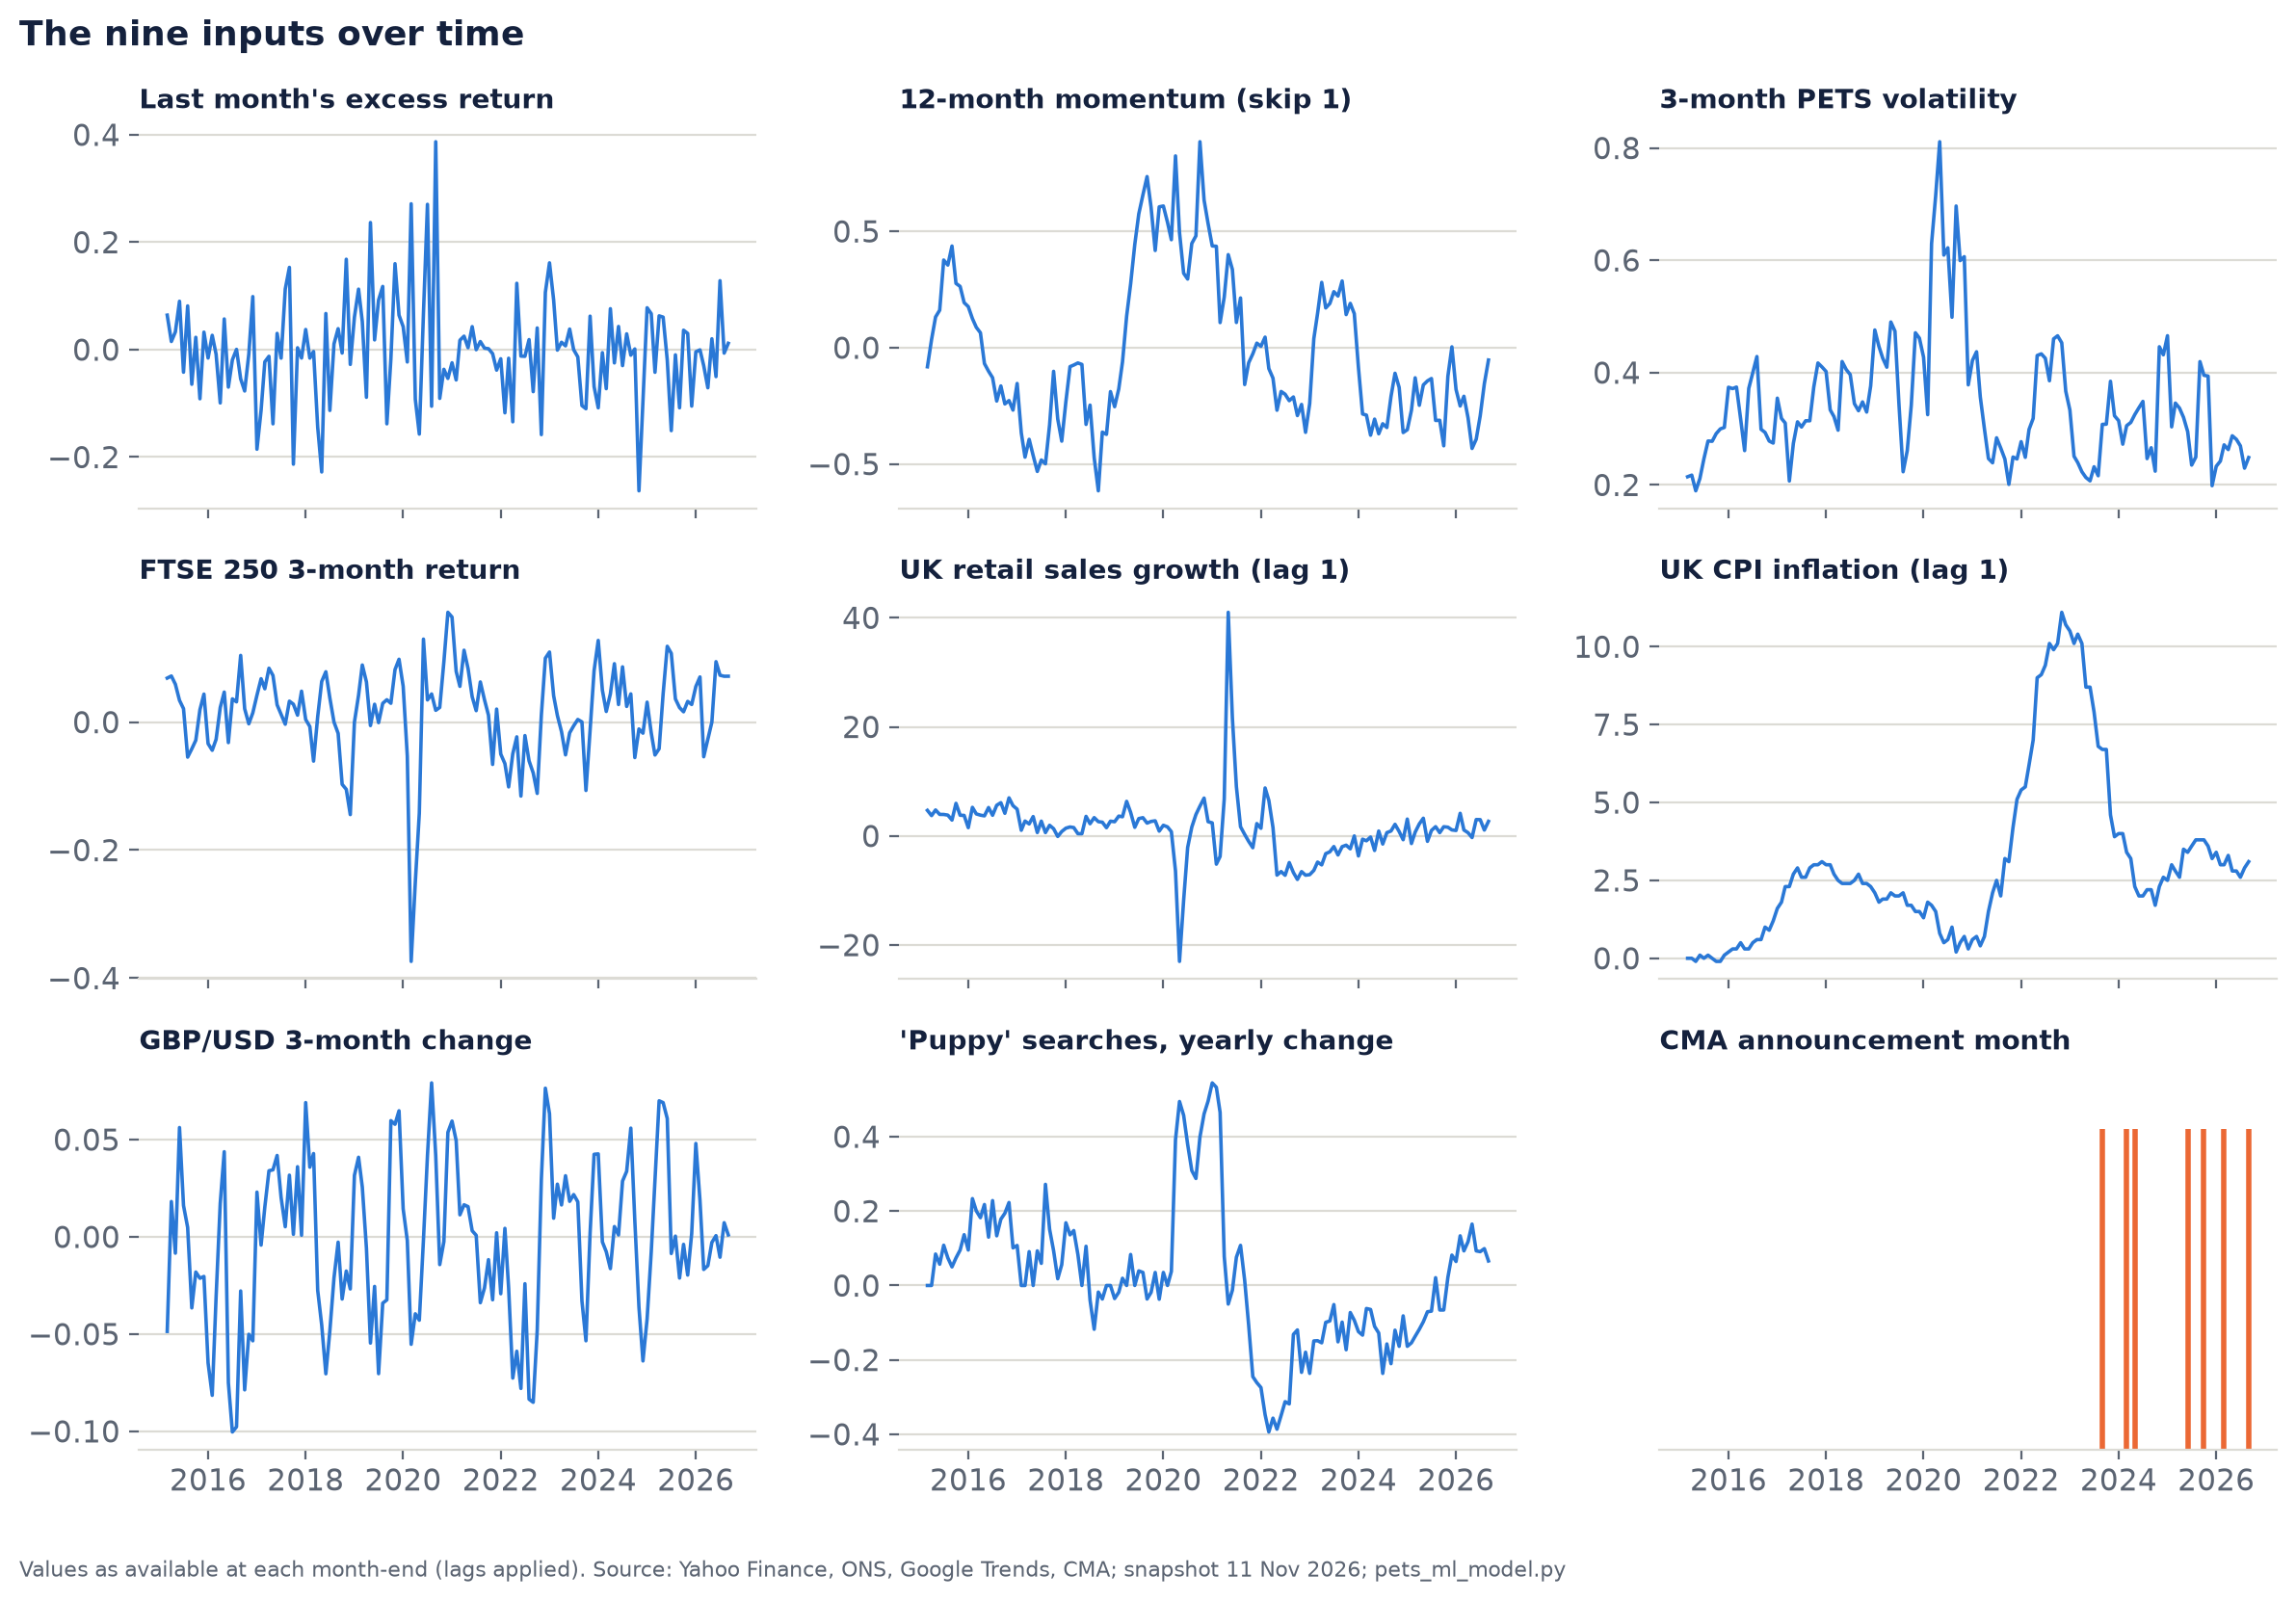 The nine inputs over time
Last month's excess return
12-month momentum (skip 1)
3-month PETS volatility
0.4
0.2
0.0
−0.2
0.5
0.0
−0.5
0.8
0.6
0.4
0.2
FTSE 250 3-month return
UK retail sales growth (lag 1)
UK CPI inflation (lag 1)
0.0
−0.2
−0.4
40
20
0
−20
10.0
7.5
5.0
2.5
0.0
GBP/USD 3-month change
'Puppy' searches, yearly change
CMA announcement month
0.05
0.00
−0.05
−0.10
0.4
0.2
0.0
−0.2
−0.4
2016 2018 2020 2022 2024 2026
2016 2018 2020 2022 2024 2026
2016 2018 2020 2022 2024 2026
Values as available at each month-end (lags applied). Source: Yahoo Finance, ONS, Google Trends, CMA; snapshot 11 Nov 2026; pets_ml_model.py